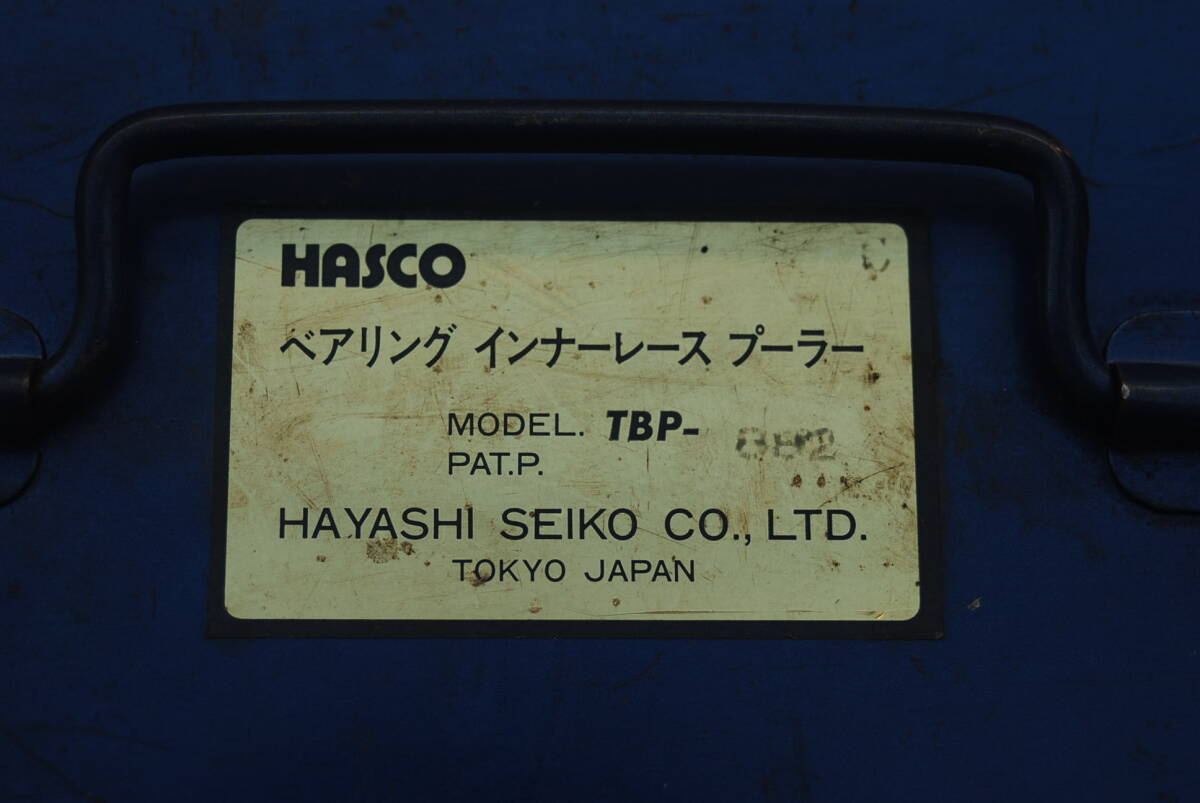 HASCO
C
ベアリング インナーレース プーラー
MODEL. TBP-
PAT.P.
HAYASHI SEIKO CO., LTD.
TOKYO JAPAN